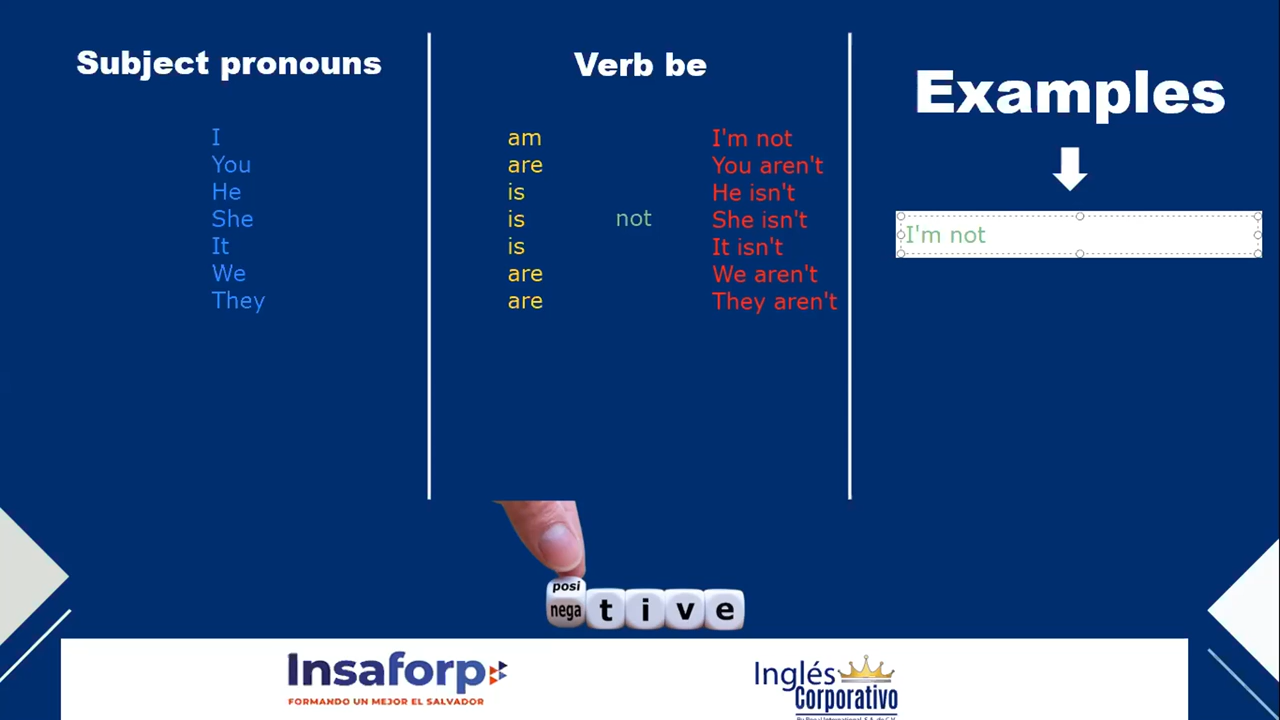 Subject pronouns
I
You
He
She
It
We
They
Verb be
am
are
is
is
is
are
are
not
I'm not
You aren't
He isn't
She isn't
It isn't
We aren't
They aren't
Examples
I'm not
posi
negative
Insaforp
FORMANDO UN MEJOR EL SALVADOR
Inglés
Corporativo